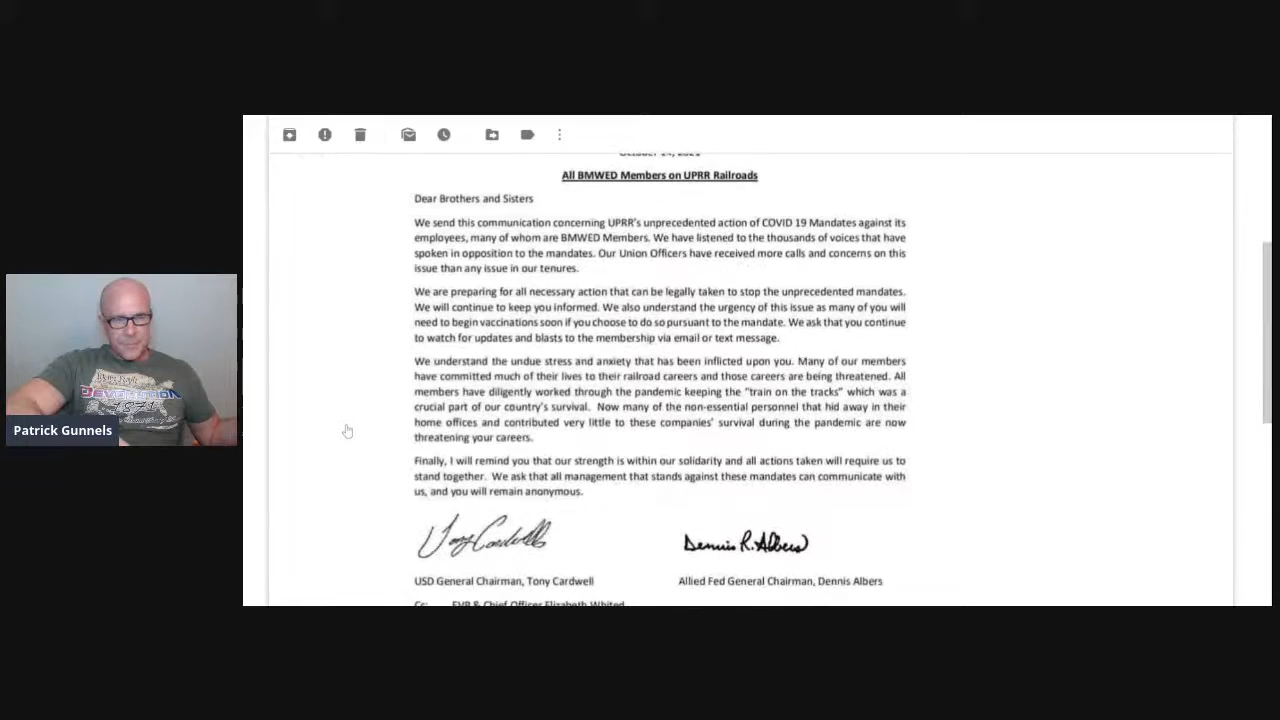 All BMWED Members on UPRR Railroads
Dear Brothers and Sisters
We send this communication concerning UPRR's unprecedented action of COVID 19 Mandates against its
employees, many of whom are BMWED Members. We have listened to the thousands of voices that have
spoken in opposition to the mandates. Our Union Officers have received more calls and concerns on this
issue than any issue in our tenures.
We are preparing for all necessary action that can be legally taken to stop the unprecedented mandates.
We will continue to keep you informed. We also understand the urgency of this issue as many of you will
need to begin vaccinations soon if you choose to do so pursuant to the mandate. We ask that you continue
to watch for updates and blasts to the membership via email or text message.
We understand the undue stress and anxiety that has been inflicted upon you. Many of our members
have committed much of their lives to their railroad careers and those careers are being threatened. All
members have diligently worked through the pandemic keeping the "train on the tracks" which was a
crucial part of our country's survival. Now many of the non-essential personnel that hid away in their
home offices and contributed very little to these companies' survival during the pandemic are now
threatening your careers.
Finally, I will remind you that our strength is within our solidarity and all actions taken will require us to
stand together. We ask that all management that stands against these mandates can communicate with
us, and you will remain anonymous.
Tony Cardwell
Dennis R. Albers
USD General Chairman, Tony Cardwell
Allied Fed General Chairman, Dennis Albers
Cc: EVP & Chief Officer Elizabeth Whited
Patrick Gunnels